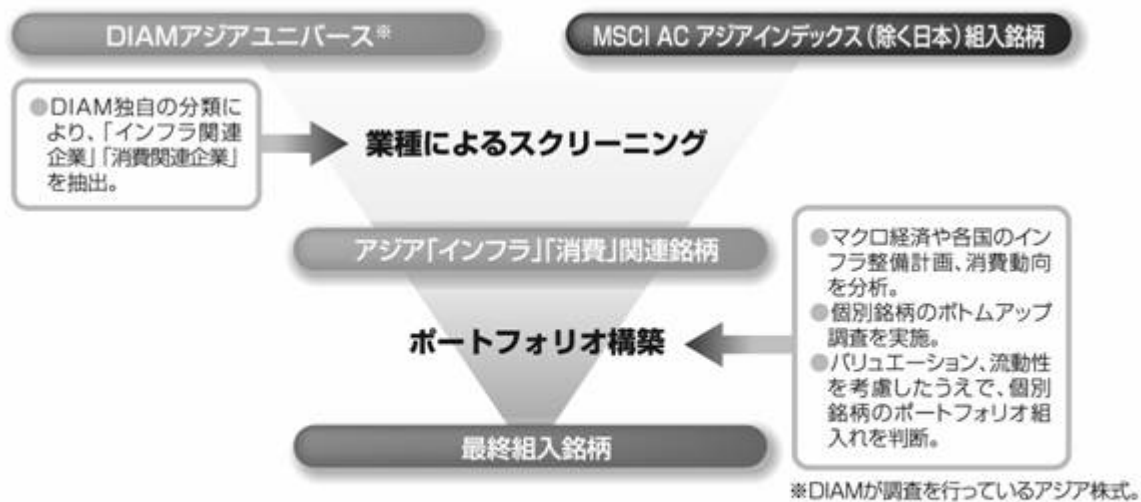 DIAMアジアユニバース※
MSCI AC アジアインデックス(除く日本)組入銘柄
●DIAM独自の分類に
より、「インフラ関連
企業」「消費関連企業」
を抽出。
業種によるスクリーニング
アジア「インフラ」「消費」関連銘柄
●マクロ経済や各国のイン
フラ整備計画、消費動向
を分析。
●個別銘柄のボトムアップ
調査を実施。
●バリュエーション、流動性
を考慮したうえで、個別
銘柄のポートフォリオ組
入れを判断。
ポートフォリオ構築
最終組入銘柄
※DIAMが調査を行っているアジア株式。